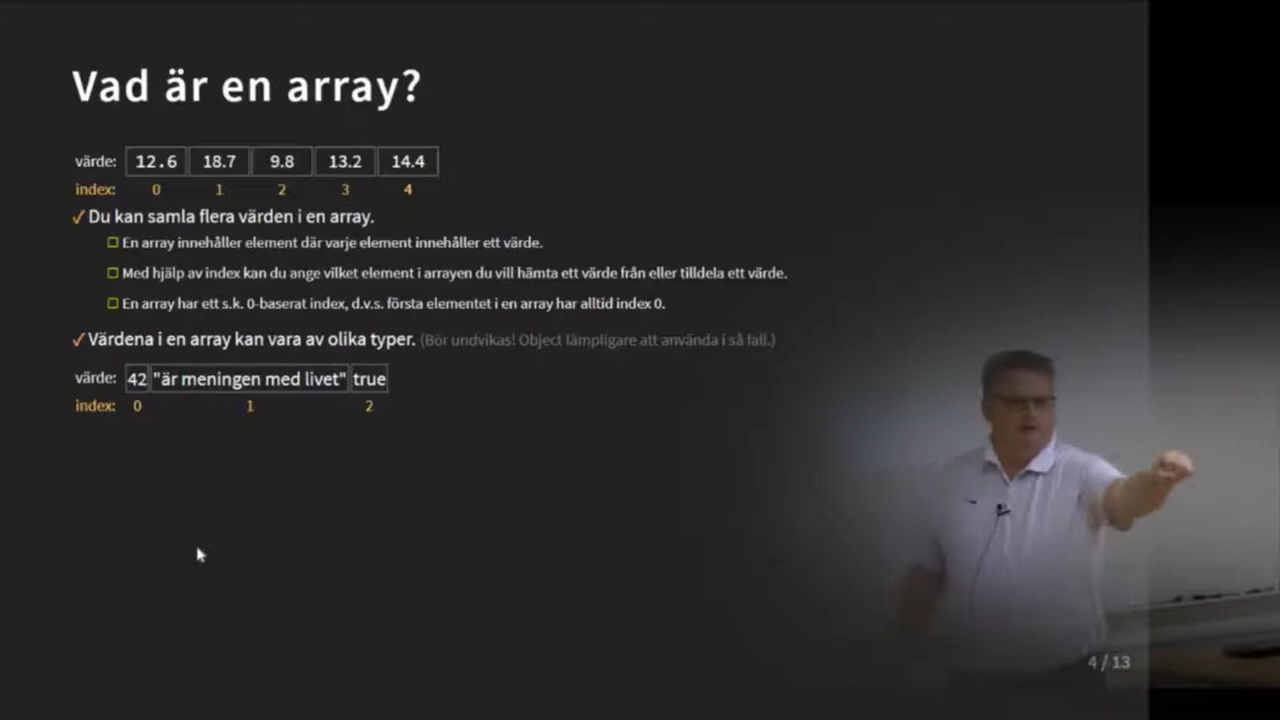 Vad är en array?
värde: 12.6 18.7 9.8 13.2 14.4
index: 0 1 2 3 4
✓ Du kan samla flera värden i en array.
☐ En array innehåller element där varje element innehåller ett värde.
☐ Med hjälp av index kan du ange vilket element i arrayen du vill hämta ett värde från eller tilldela ett värde.
☐ En array har ett s.k. 0-baserat index, d.v.s. första elementet i en array har alltid index 0.
✓ Värdena i en array kan vara av olika typer. (Bör undvikas! Object lämpligare att använda i så fall.)
värde: 42 "är meningen med livet" true
index: 0 1 2
4 / 13